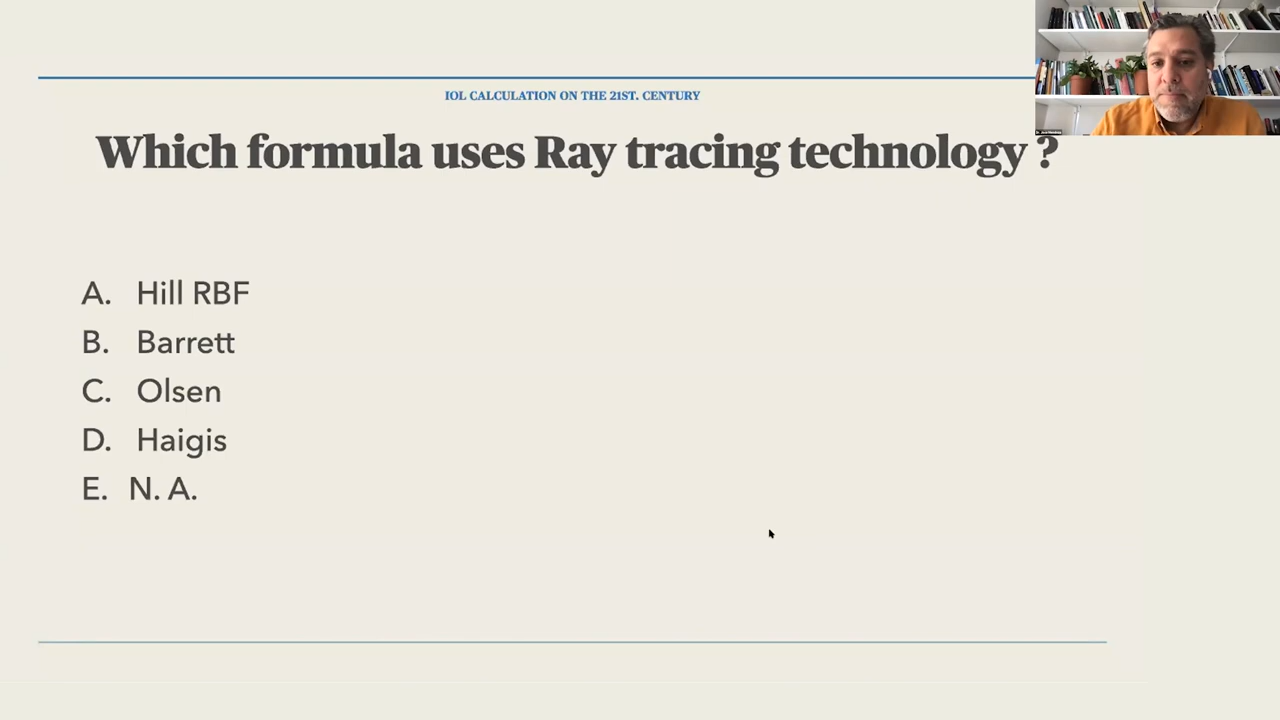 IOL CALCULATION ON THE 21ST. CENTURY
Which formula uses Ray tracing technology ?
A. Hill RBF
B. Barrett
C. Olsen
D. Haigis
E. N. A.